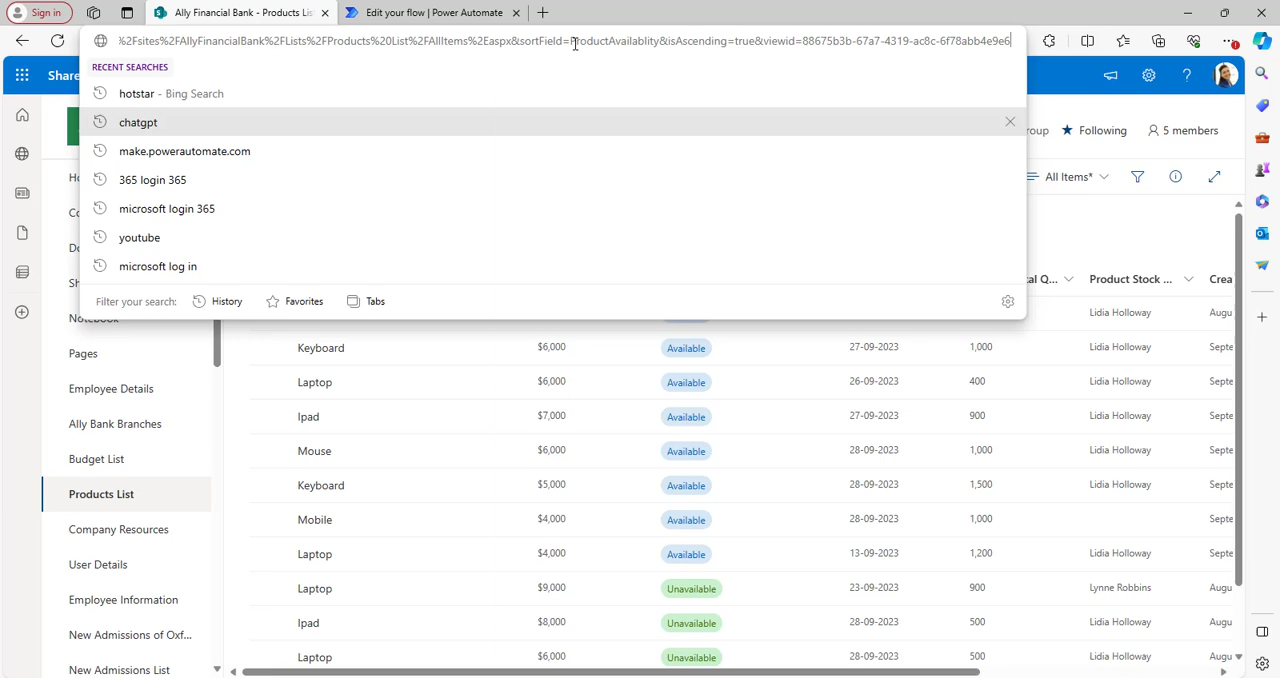 Sign in
Ally Financial Bank - Products Lis
Edit your flow | Power Automate
%2Fsites%2FAllyFinancialBank%2FLists%2FProducts%20List%2FAllItems%2Easpx&sortField=ProductAvailablity&isAscending=true&viewid=88675b3b-67a7-4319-ac8c-6f78abb4e9e6
RECENT SEARCHES
Share
hotstar - Bing Search
chatgpt
oup
Following
5 members
make.powerautomate.com
365 login 365
All Items*
microsoft login 365
youtube
microsoft log in
Filter your search:
History
Favorites
Tabs
al Q...
Product Stock ...
Crea
Notebook
Lidia Holloway
Augu
Pages
Keyboard $6,000 Available 27-09-2023 1,000 Lidia Holloway Septe
Employee Details
Laptop $6,000 Available 26-09-2023 400 Lidia Holloway Septe
Ally Bank Branches
Ipad $7,000 Available 27-09-2023 900 Lidia Holloway Septe
Budget List
Mouse $6,000 Available 28-09-2023 1,000 Lidia Holloway Septe
Products List
Keyboard $5,000 Available 28-09-2023 1,500 Lidia Holloway Septe
Company Resources
Mobile $4,000 Available 28-09-2023 1,000 Septe
User Details
Laptop $4,000 Available 13-09-2023 1,200 Lidia Holloway Septe
Employee Information
Laptop $9,000 Unavailable 23-09-2023 900 Lynne Robbins Augu
New Admissions of Oxf...
Ipad $8,000 Unavailable 28-09-2023 500 Lidia Holloway Augu
New Admissions List
Laptop $6,000 Unavailable 28-09-2023 500 Lidia Holloway Augu